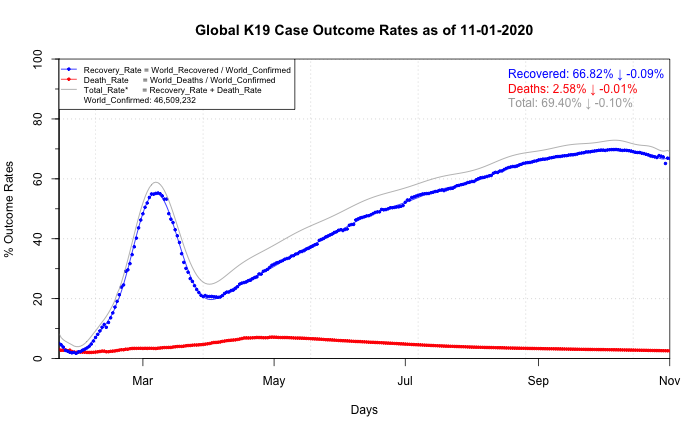 Global K19 Case Outcome Rates as of 11-01-2020
Recovery_Rate = World_Recovered / World_Confirmed
Death_Rate = World_Deaths / World_Confirmed
Total_Rate* = Recovery_Rate + Death_Rate
World_Confirmed: 46,509,232
Recovered: 66.82% ↓ -0.09%
Deaths: 2.58% ↓ -0.01%
Total: 69.40% ↓ -0.10%
% Outcome Rates
100
80
60
40
20
0
Mar May Jul Sep Nov
Days